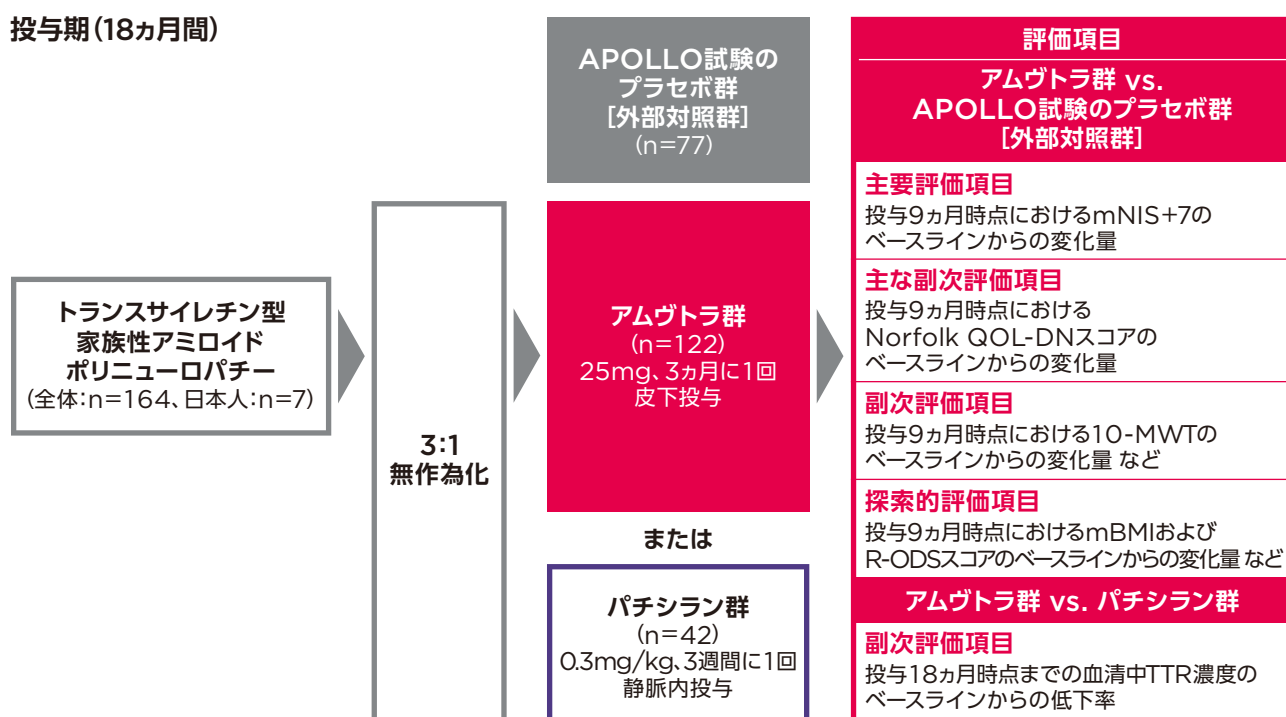 投与期(18ヵ月間)
トランスサイレチン型
家族性アミロイド
ポリニューロパチー
(全体:n=164、日本人:n=7)
3:1
無作為化
APOLLO試験の
プラセボ群
[外部対照群]
(n=77)
アムヴトラ群
(n=122)
25mg、3ヵ月に1回
皮下投与
または
パチシラン群
(n=42)
0.3mg/kg、3週間に1回
静脈内投与
評価項目
アムヴトラ群 vs.
APOLLO試験のプラセボ群
[外部対照群]
主要評価項目
投与9ヵ月時点におけるmNIS+7の
ベースラインからの変化量
主な副次評価項目
投与9ヵ月時点における
Norfolk QOL-DNスコアの
ベースラインからの変化量
副次評価項目
投与9ヵ月時点における10-MWTの
ベースラインからの変化量 など
探索的評価項目
投与9ヵ月時点におけるmBMIおよび
R-ODSスコアのベースラインからの変化量 など
アムヴトラ群 vs. パチシラン群
副次評価項目
投与18ヵ月時点までの血清中TTR濃度の
ベースラインからの低下率